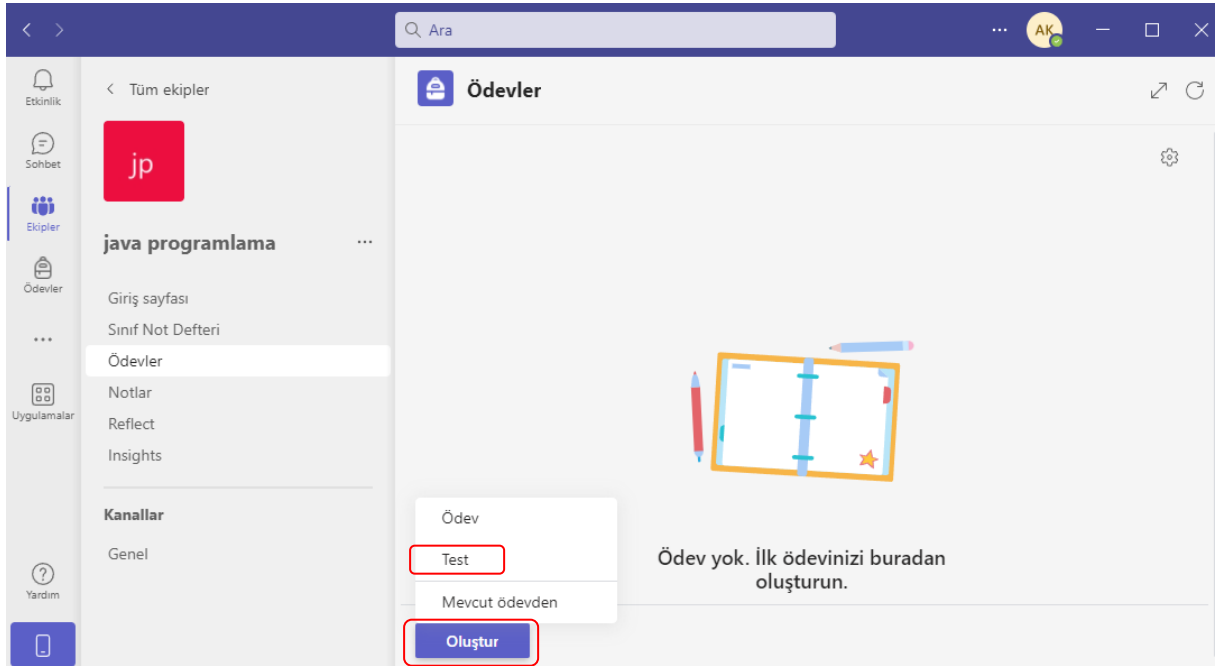 Ara
AK
Etkinlik
Sohbet
Ekipler
Ödevler
Uygulamalar
Yardım
Tüm ekipler
jp
java programlama
Giriş sayfası
Sınıf Not Defteri
Ödevler
Notlar
Reflect
Insights
Kanallar
Genel
Ödevler
Ödev yok. İlk ödevinizi buradan
oluşturun.
Ödev
Test
Mevcut ödevden
Oluştur